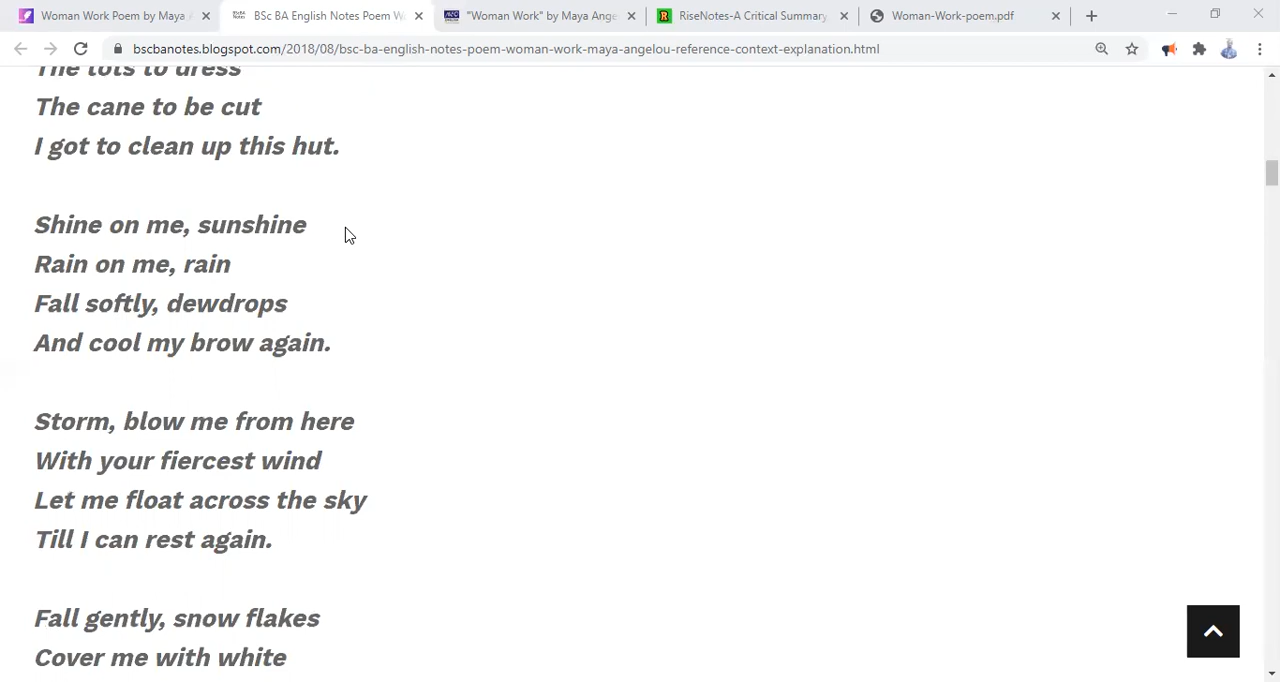 Woman Work Poem by Maya A
BSc BA English Notes Poem W
"Woman Work" by Maya Ange
RiseNotes-A Critical Summary,
Woman-Work-poem.pdf
bscbanotes.blogspot.com/2018/08/bsc-ba-english-notes-poem-woman-work-maya-angelou-reference-context-explanation.html
The tots to dress
The cane to be cut
I got to clean up this hut.
Shine on me, sunshine
Rain on me, rain
Fall softly, dewdrops
And cool my brow again.
Storm, blow me from here
With your fiercest wind
Let me float across the sky
Till I can rest again.
Fall gently, snow flakes
Cover me with white